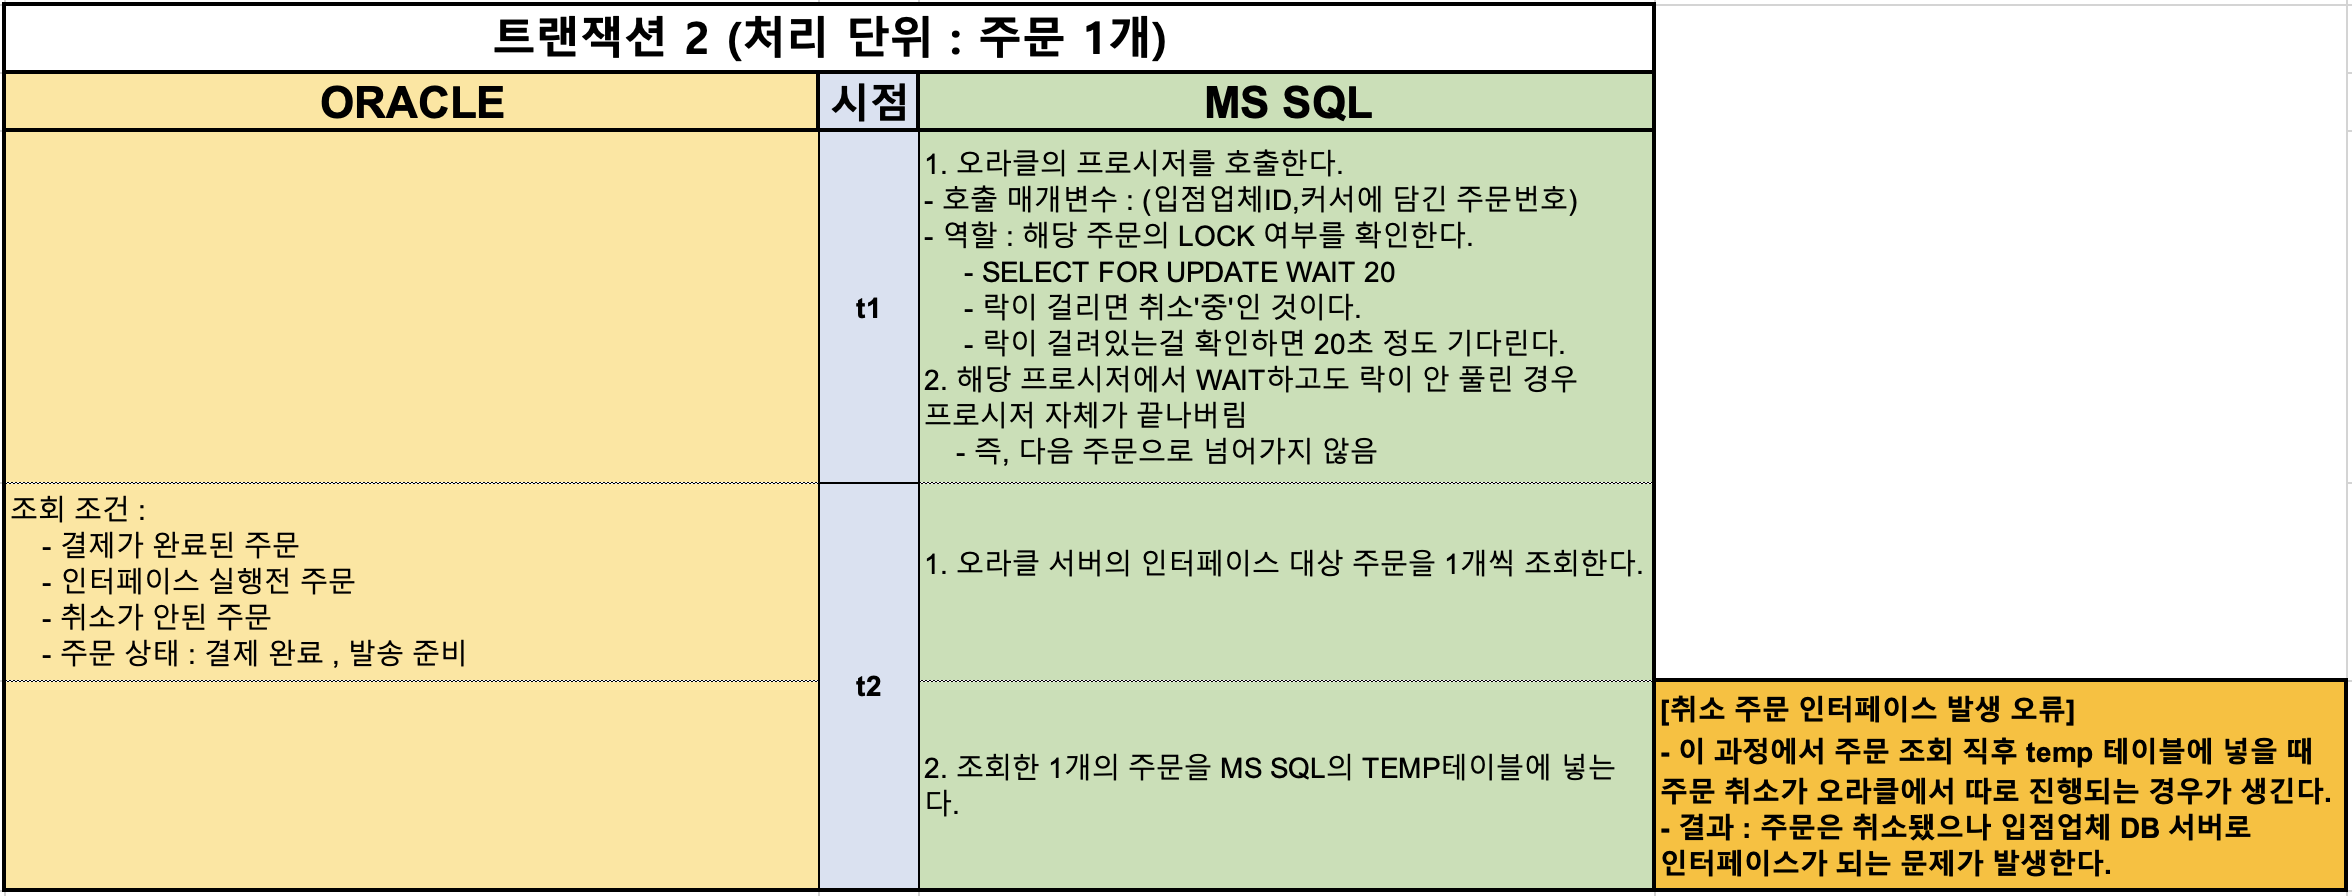 트랜잭션 2 (처리 단위 : 주문 1개)
ORACLE
시점
MS SQL
t1
1. 오라클의 프로시저를 호출한다.
- 호출 매개변수 : (입점업체ID,커서에 담긴 주문번호)
- 역할 : 해당 주문의 LOCK 여부를 확인한다.
- SELECT FOR UPDATE WAIT 20
- 락이 걸리면 취소'중'인 것이다.
- 락이 걸려있는걸 확인하면 20초 정도 기다린다.
2. 해당 프로시저에서 WAIT하고도 락이 안 풀린 경우
프로시저 자체가 끝나버림
- 즉, 다음 주문으로 넘어가지 않음
조회 조건 :
- 결제가 완료된 주문
- 인터페이스 실행전 주문
- 취소가 안된 주문
- 주문 상태 : 결제 완료 , 발송 준비
t2
1. 오라클 서버의 인터페이스 대상 주문을 1개씩 조회한다.
2. 조회한 1개의 주문을 MS SQL의 TEMP테이블에 넣는
다.
[취소 주문 인터페이스 발생 오류]
- 이 과정에서 주문 조회 직후 temp 테이블에 넣을 때
주문 취소가 오라클에서 따로 진행되는 경우가 생긴다.
- 결과 : 주문은 취소됐으나 입점업체 DB 서버로
인터페이스가 되는 문제가 발생한다.